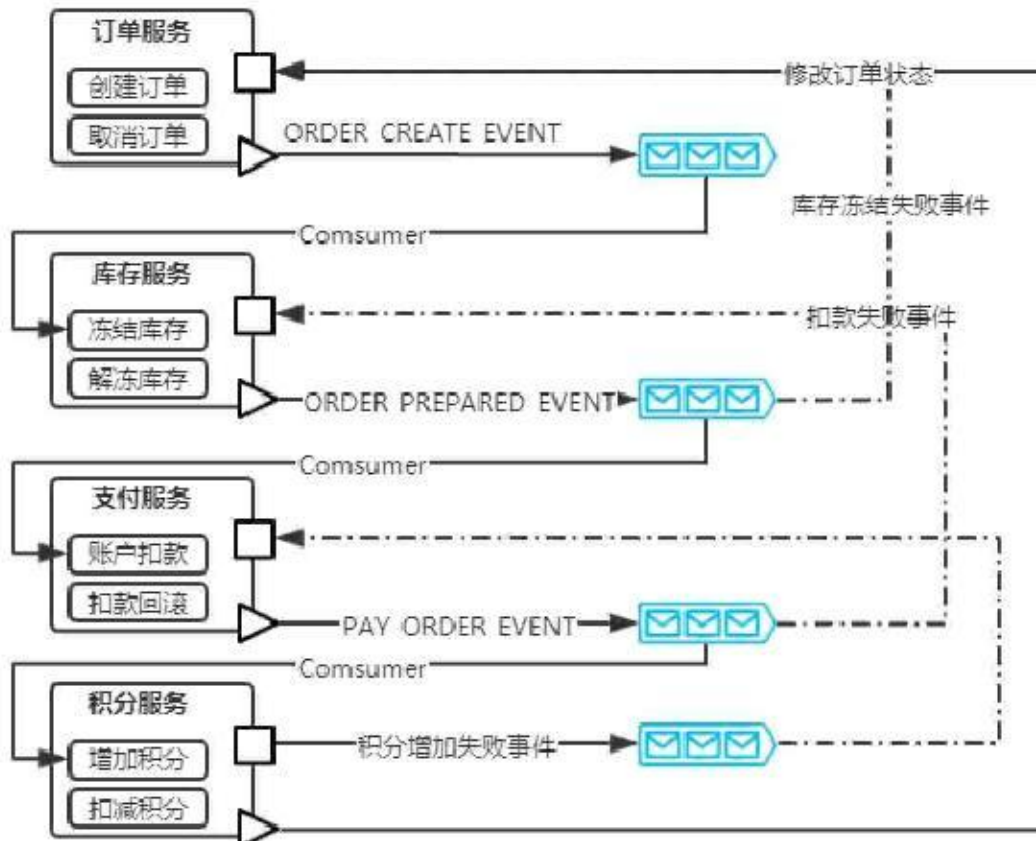 订单服务
创建订单
取消订单
修改订单状态
ORDER CREATE EVENT
库存冻结失败事件
Comsumer
库存服务
冻结库存
解冻库存
扣款失败事件
ORDER PREPARED EVENT
Comsumer
支付服务
账户扣款
扣款回滚
PAY ORDER EVENT
Comsumer
积分服务
增加积分
扣减积分
积分增加失败事件